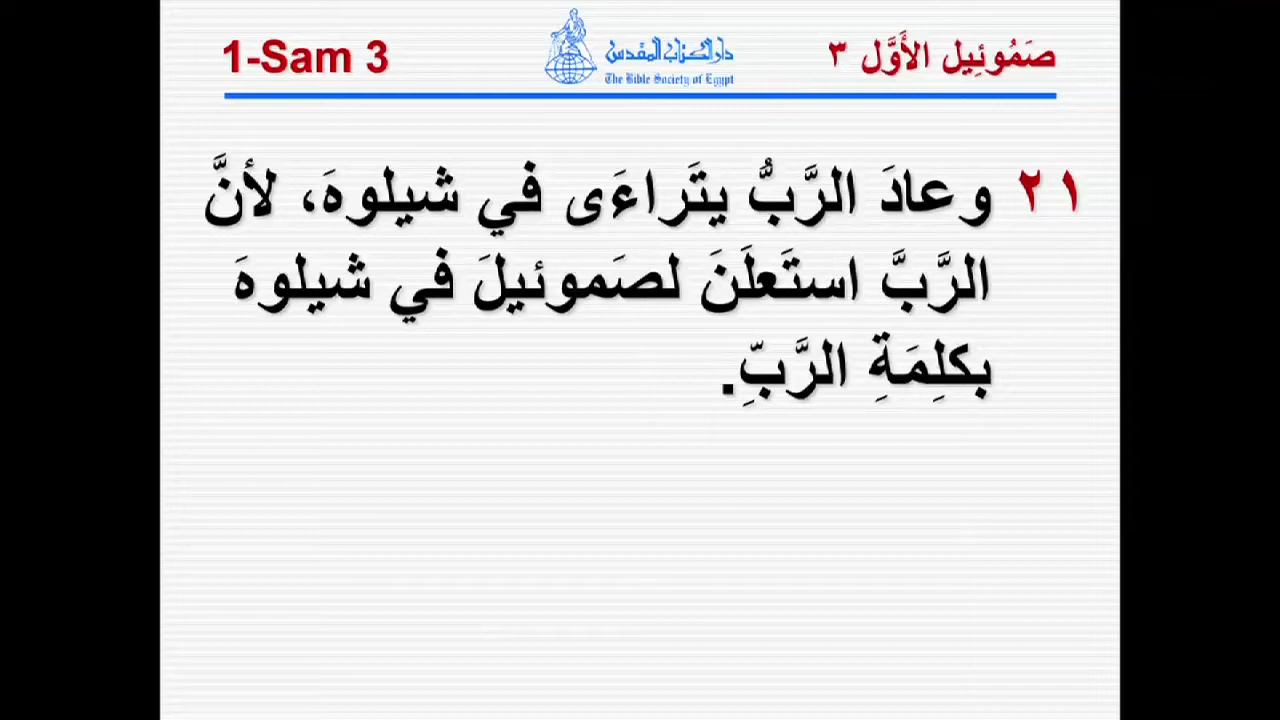 1-Sam 3
دار الكتاب المقدس
The Bible Society of Egypt
صَمُوئِيل الأَوَّل ٣
٢١ وعادَ الرَّبُّ يتَراءَى في شيلوهَ، لأنَّ
الرَّبَّ استَعلَنَ لصَموئيلَ في شيلوهَ
بكلِمَةِ الرَّبِّ.